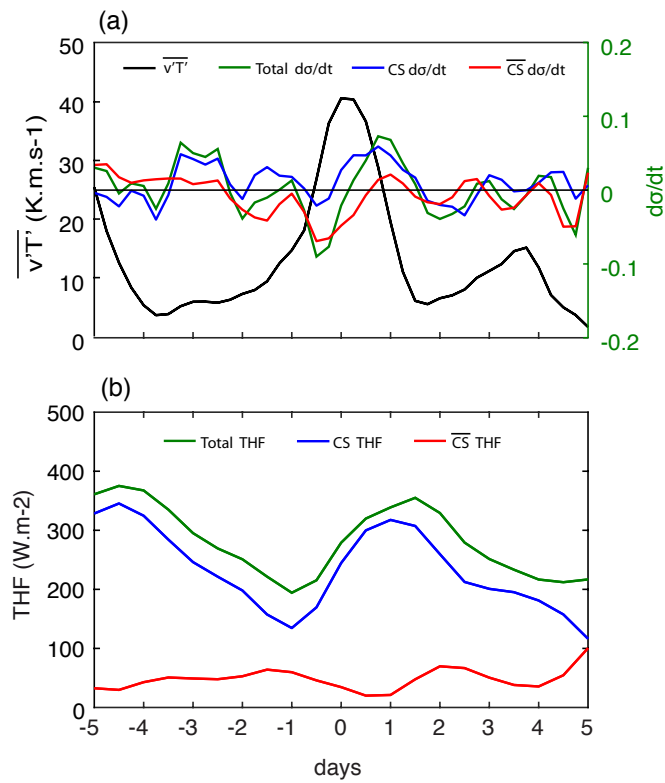 (a)
50 0.2
v'T' Total dσ/dt CS dσ/dt CS dσ/dt
40 0.1
30
20 0
10 -0.1
0 -0.2
v'T' (K.m.s-1)
dσ/dt
(b)
500
Total THF CS THF CS THF
400
300
200
100
0
THF (W.m-2)
-5 -4 -3 -2 -1 0 1 2 3 4 5
days